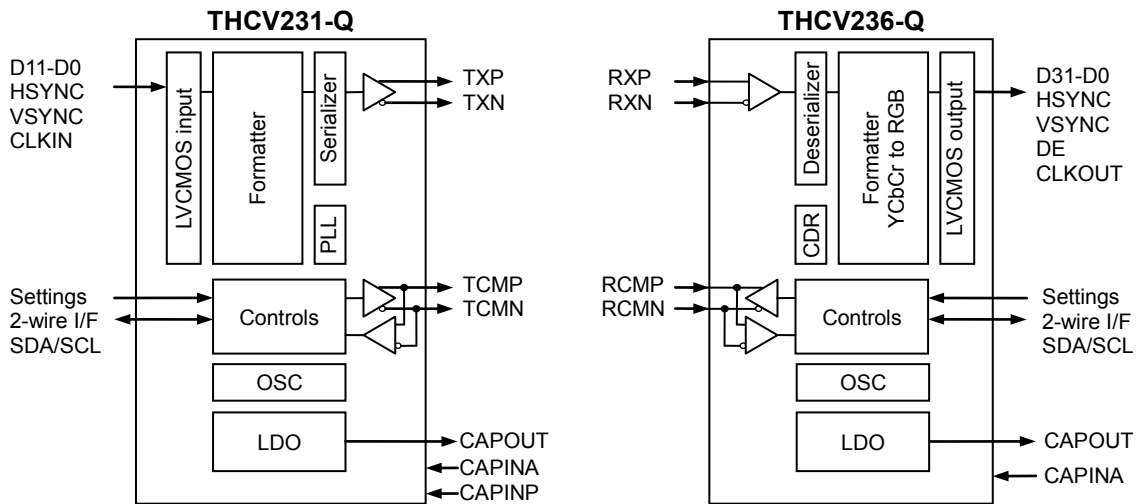 THCV231-Q
D11-D0
HSYNC
VSYNC
CLKIN
LVCMOS input
Formatter
Serializer
PLL
TXP
TXN
Settings
2-wire I/F
SDA/SCL
Controls
TCMP
TCMN
OSC
LDO
CAPOUT
CAPINA
CAPINP
THCV236-Q
RXP
RXN
Deserializer
CDR
Formatter
YCbCr to RGB
LVCMOS output
D31-D0
HSYNC
VSYNC
DE
CLKOUT
RCMP
RCMN
Controls
Settings
2-wire I/F
SDA/SCL
OSC
LDO
CAPOUT
CAPINA